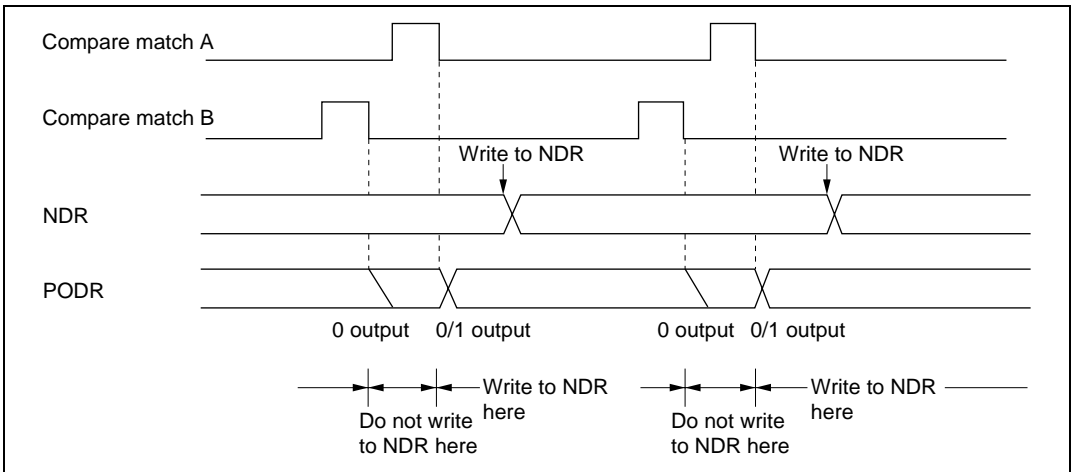 Compare match A
Compare match B
Write to NDR Write to NDR
NDR
PODR
0 output 0/1 output 0 output 0/1 output
Write to NDR here Write to NDR here
Do not write to NDR here Do not write to NDR here